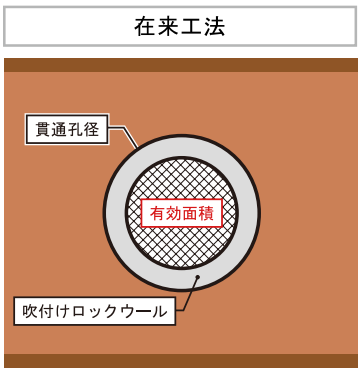 在来工法
貫通孔径
有効面積
吹付けロックウール